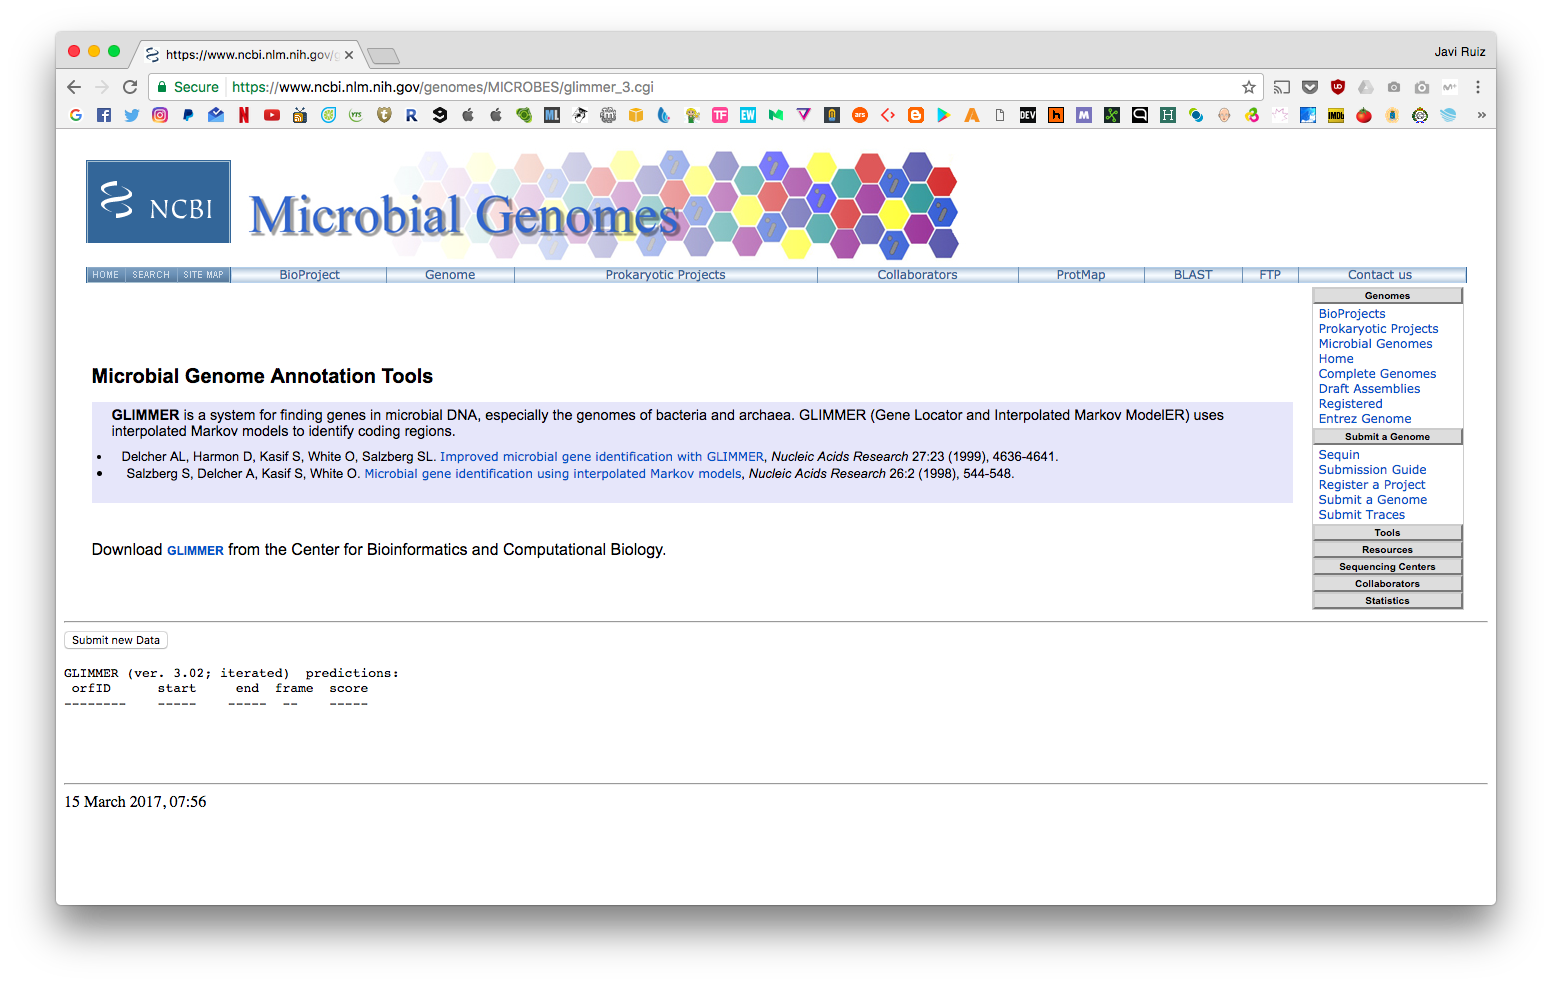 https://www.ncbi.nlm.nih.gov/g
Javi Ruiz
Secure https://www.ncbi.nlm.nih.gov/genomes/MICROBES/glimmer_3.cgi
NCBI
Microbial Genomes
HOME SEARCH SITE MAP BioProject Genome Prokaryotic Projects Collaborators ProtMap BLAST FTP Contact us
Genomes
BioProjects
Prokaryotic Projects
Microbial Genomes
Home
Complete Genomes
Draft Assemblies
Registered
Entrez Genome
Submit a Genome
Sequin
Submission Guide
Register a Project
Submit a Genome
Submit Traces
Tools
Resources
Sequencing Centers
Collaborators
Statistics
Microbial Genome Annotation Tools
GLIMMER is a system for finding genes in microbial DNA, especially the genomes of bacteria and archaea. GLIMMER (Gene Locator and Interpolated Markov ModelER) uses
interpolated Markov models to identify coding regions.
• Delcher AL, Harmon D, Kasif S, White O, Salzberg SL. Improved microbial gene identification with GLIMMER, Nucleic Acids Research 27:23 (1999), 4636-4641.
• Salzberg S, Delcher A, Kasif S, White O. Microbial gene identification using interpolated Markov models, Nucleic Acids Research 26:2 (1998), 544-548.
Download GLIMMER from the Center for Bioinformatics and Computational Biology.
Submit new Data
GLIMMER (ver. 3.02; iterated) predictions:
orfID start end frame score
-------- ----- ----- -- -----
15 March 2017, 07:56